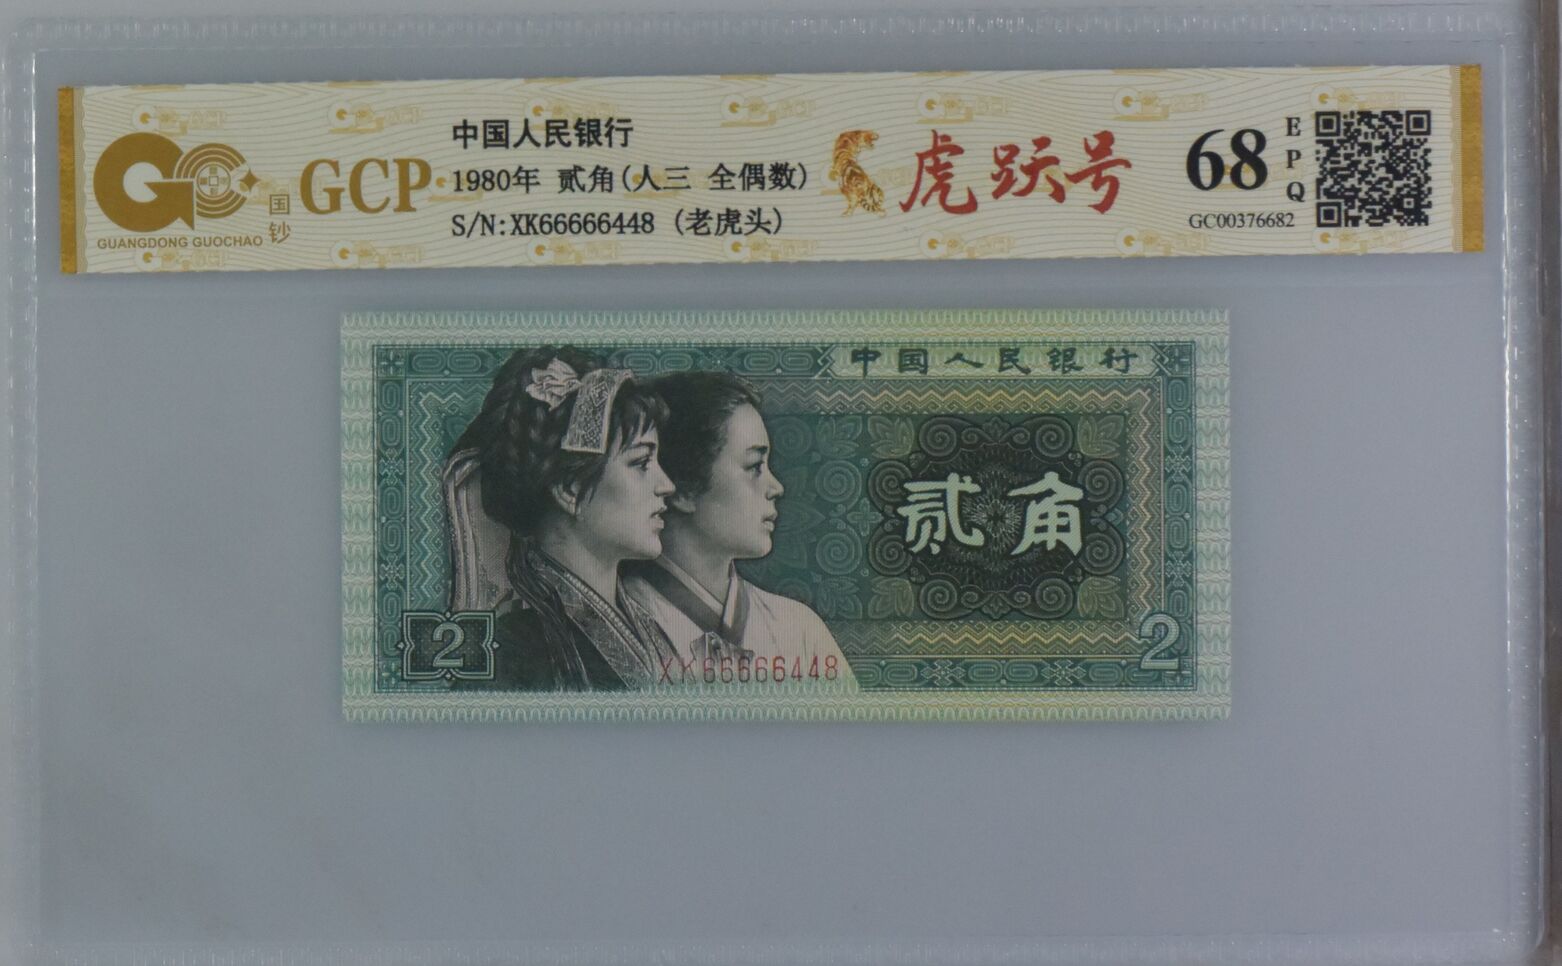 GUANGDONG GUOCHAO
国钞
GCP
中国人民银行
1980年 贰角(人三 全偶数)
S/N:XK66666448 (老虎头)
虎跃号
68
EPQ
GC00376682
中国人民银行
贰角
2
2
XK66666448